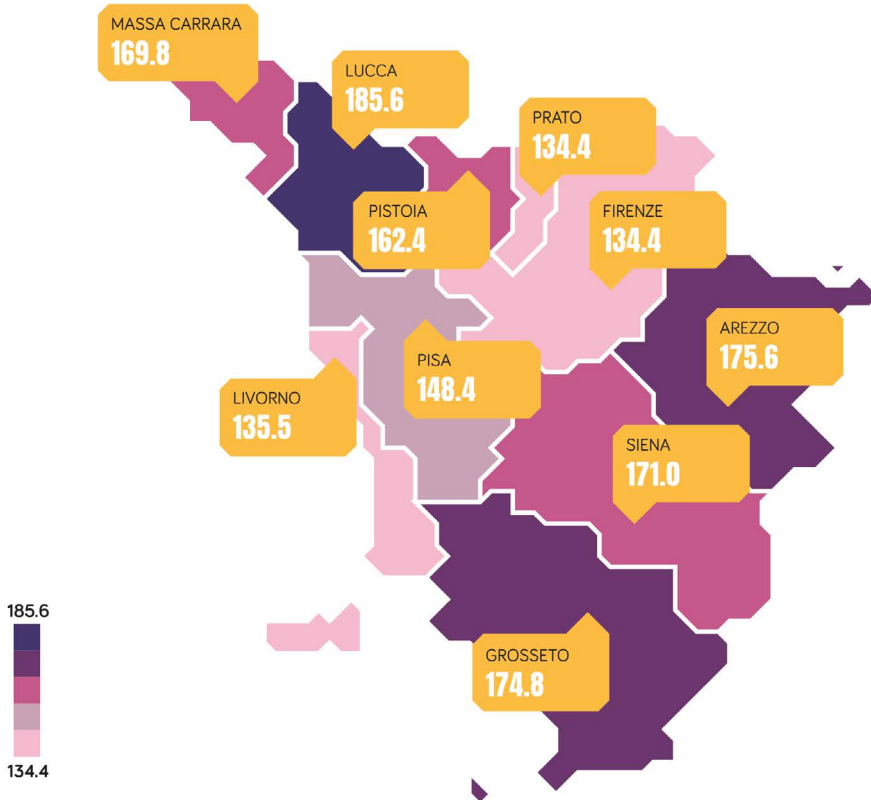 MASSA CARRARA
169.8
LUCCA
185.6
PRATO
134.4
PISTOIA
162.4
FIRENZE
134.4
AREZZO
175.6
PISA
148.4
LIVORNO
135.5
SIENA
171.0
GROSSETO
174.8
185.6
134.4